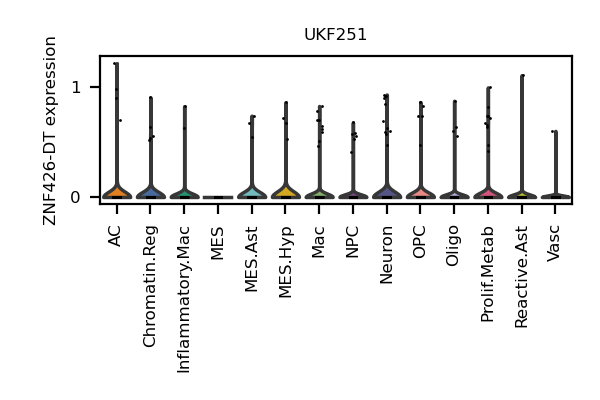 UKF251
ZNF426-DT expression
1
0
AC
Chromatin.Reg
Inflammatory.Mac
MES
MES.Ast
MES.Hyp
Mac
NPC
Neuron
OPC
Oligo
Prolif.Metab
Reactive.Ast
Vasc